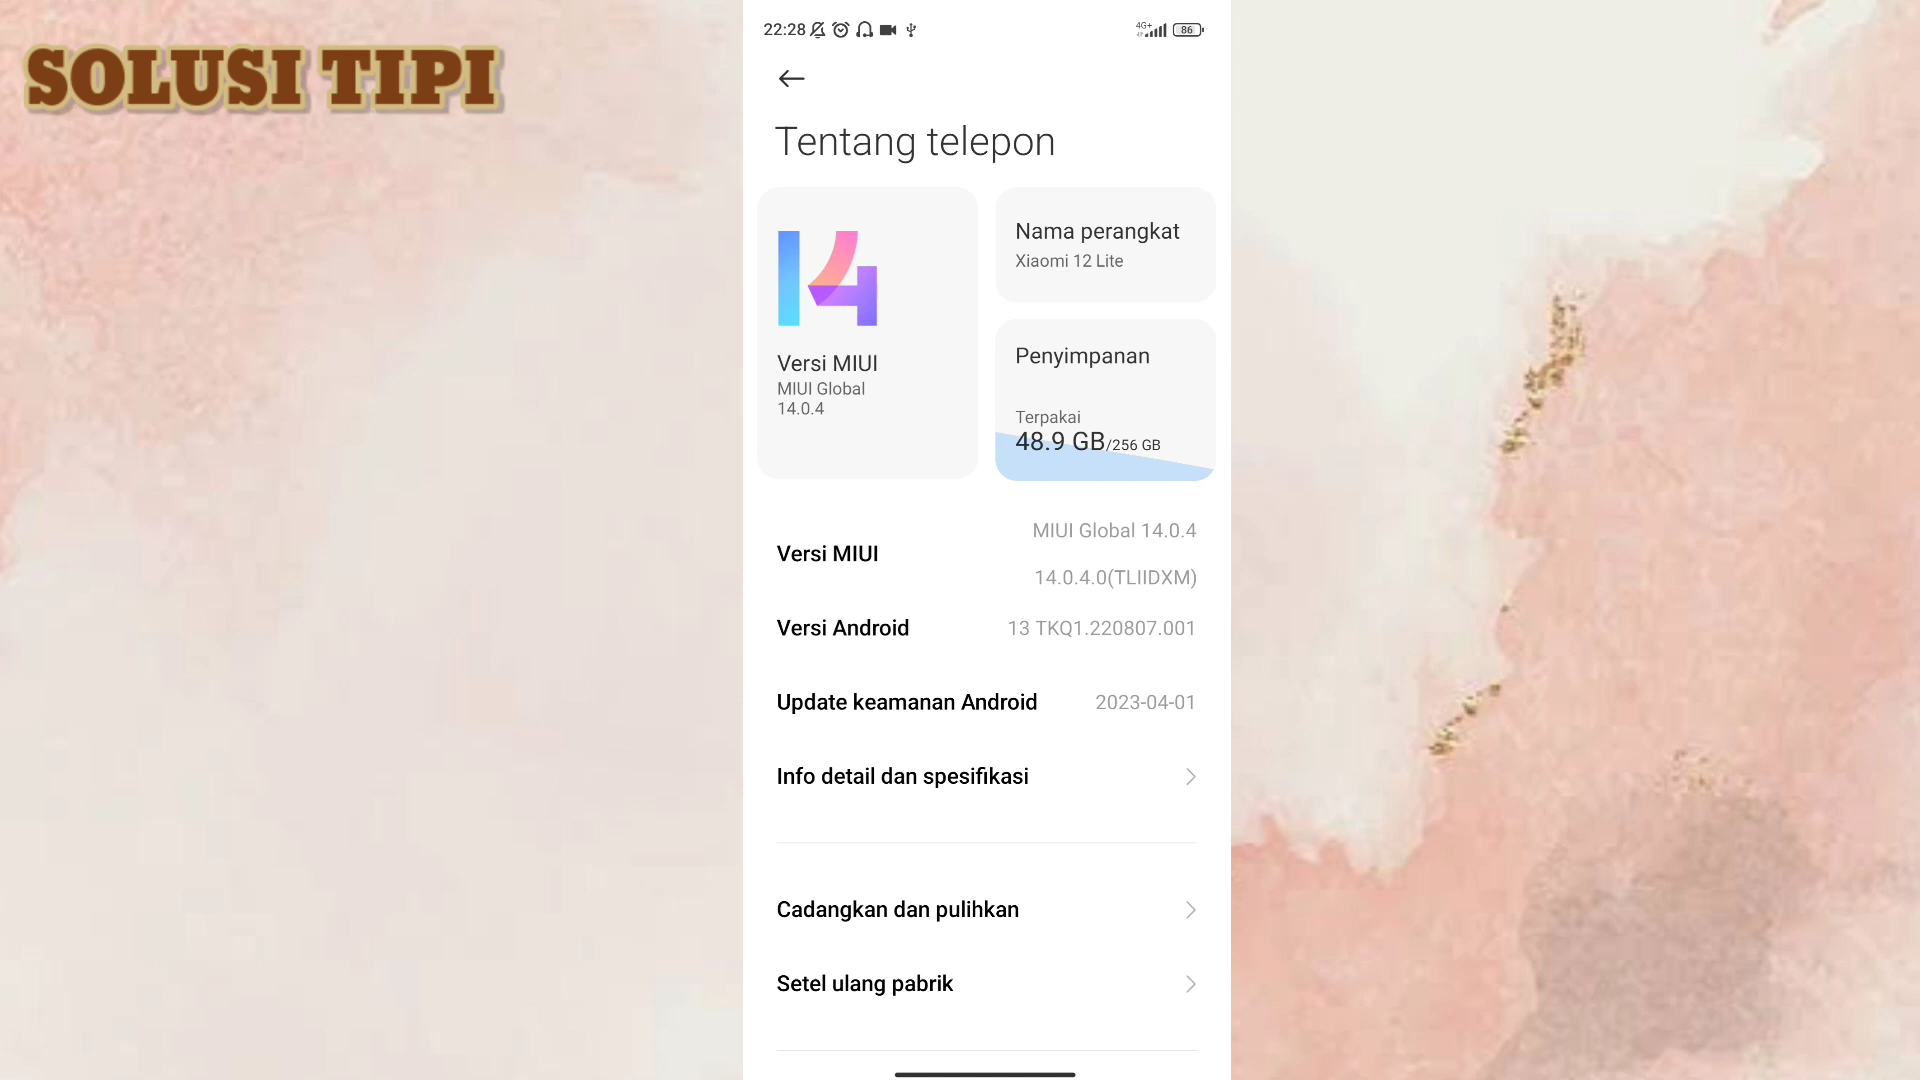 SOLUSI TIPI
22:28
4G+
86
Tentang telepon
14
Versi MIUI
MIUI Global
14.0.4
Nama perangkat
Xiaomi 12 Lite
Penyimpanan
Terpakai
48.9 GB/256 GB
Versi MIUI
MIUI Global 14.0.4
14.0.4.0(TLIIDXM)
Versi Android
13 TKQ1.220807.001
Update keamanan Android
2023-04-01
Info detail dan spesifikasi
Cadangkan dan pulihkan
Setel ulang pabrik